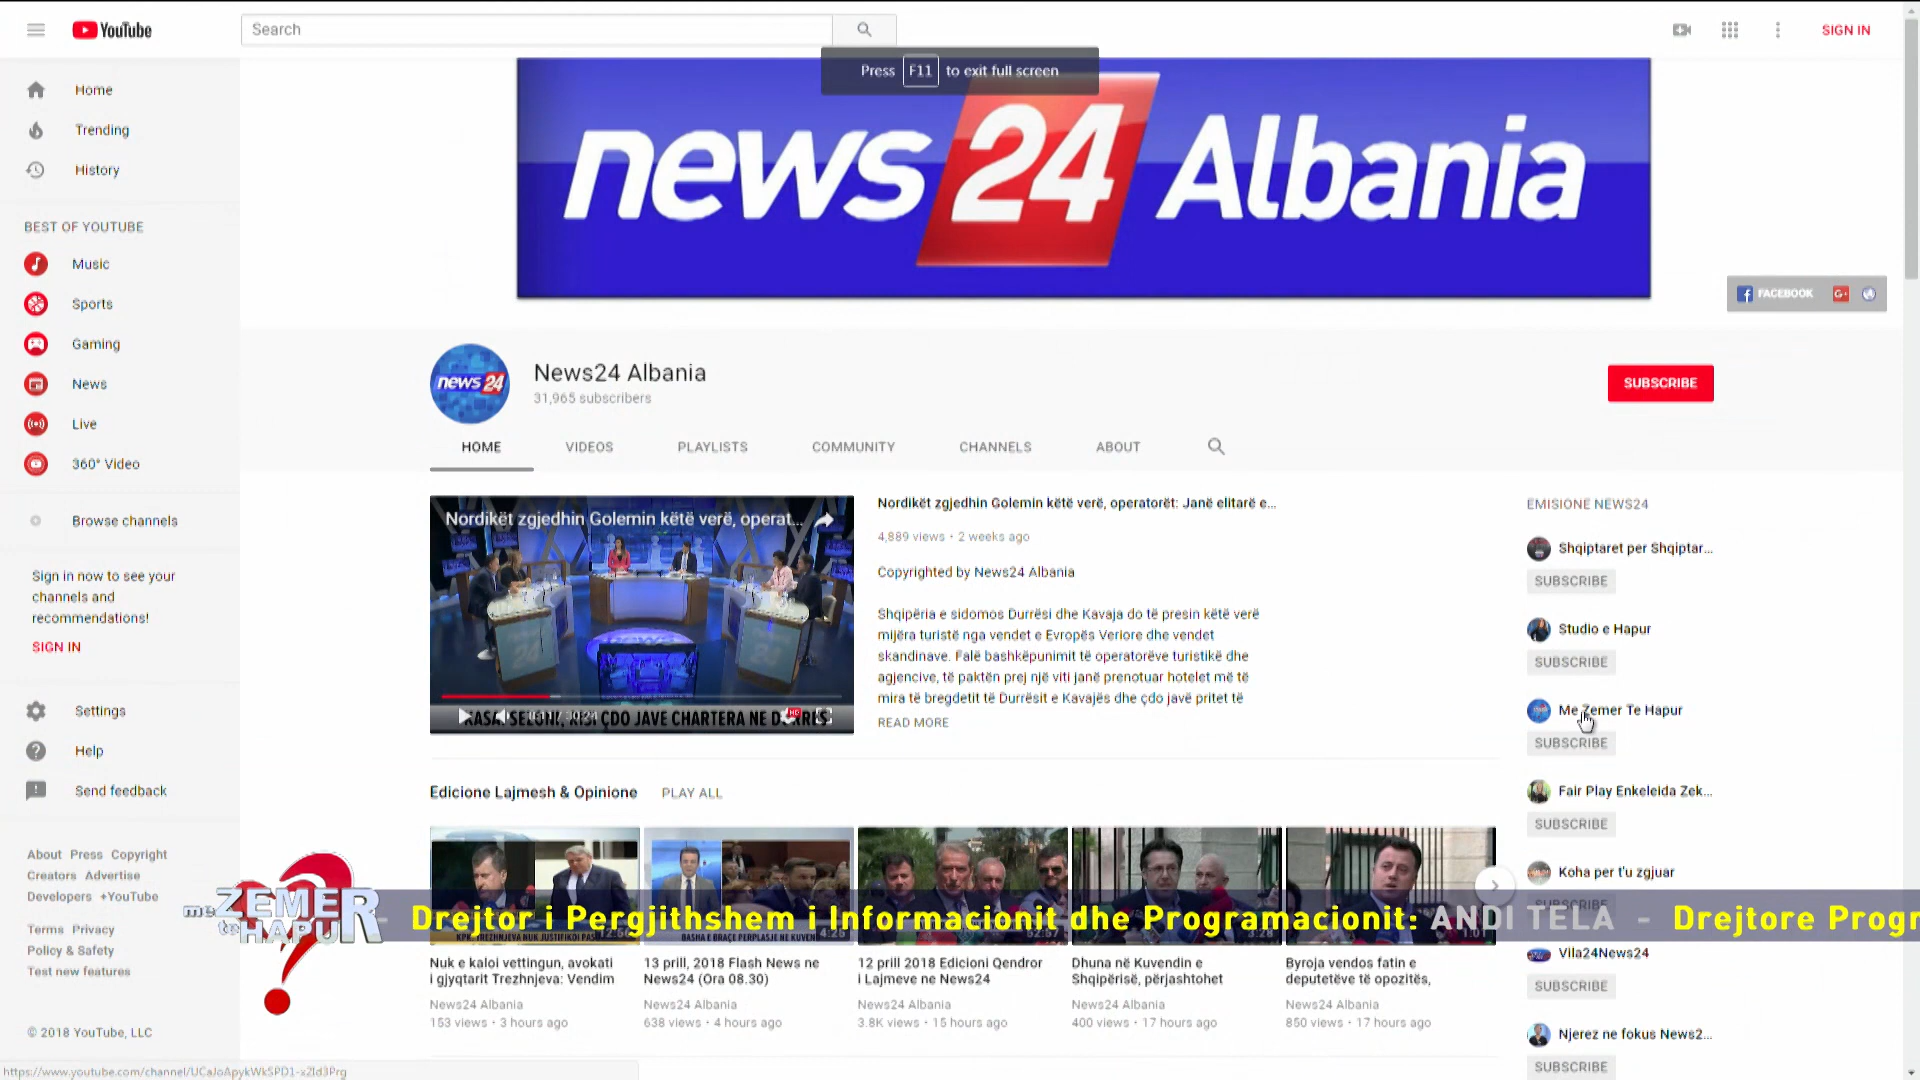 YouTube
Search
SIGN IN
Press F11 to exit full screen
Home
Trending
History
BEST OF YOUTUBE
Music
Sports
Gaming
News
Live
360° Video
Browse channels
Sign in now to see your
channels and
recommendations!
SIGN IN
Settings
Help
Send feedback
About Press Copyright
Creators Advertise
Developers +YouTube
Terms Privacy
Policy & Safety
Test new features
© 2018 YouTube, LLC
https://www.youtube.com/channel/UCaJoApykWkSPD1-xZld3Prg
news 24 Albania
FACEBOOK G+
news 24
News24 Albania
31,965 subscribers
SUBSCRIBE
HOME VIDEOS PLAYLISTS COMMUNITY CHANNELS ABOUT
Nordikët zgjedhin Golemin këtë verë, operat...
24 24
HD
Nordikët zgjedhin Golemin këtë verë, operatorët: Janë elitarë e...
4,889 views • 2 weeks ago
Copyrighted by News24 Albania
Shqipëria e sidomos Durrësi dhe Kavaja do të presin këtë verë
mijëra turistë nga vendet e Evropës Veriore dhe vendet
skandinave. Falë bashkëpunimit të operatorëve turistikë dhe
agjencive, të paktën prej një viti janë prenotuar hotelet më të
mira të bregdetit të Durrësit e Kavajës dhe çdo javë pritet të
READ MORE
EMISIONE NEWS24
Shqiptaret per Shqiptar...
SUBSCRIBE
Studio e Hapur
SUBSCRIBE
Me Zemer Te Hapur
SUBSCRIBE
Fair Play Enkeleida Zek...
SUBSCRIBE
Koha per t'u zgjuar
SUBSCRIBE
Vila24News24
SUBSCRIBE
Njerez ne fokus News2...
SUBSCRIBE
Edicione Lajmesh & Opinione PLAY ALL
me ZEMER te HAPUR ?
- Drejtor i Pergjithshem i Informacionit dhe Programacionit: ANDI TELA - Drejtore Progr
Nuk e kaloi vettingun, avokati
i gjyqtarit Trezhnjeva: Vendim
News24 Albania
153 views • 3 hours ago
13 prill, 2018 Flash News ne
News24 (Ora 08.30)
News24 Albania
638 views • 4 hours ago
12 prill 2018 Edicioni Qendror
i Lajmeve ne News24
News24 Albania
3.8K views • 15 hours ago
Dhuna në Kuvendin e
Shqipërisë, përjashtohet
News24 Albania
400 views • 17 hours ago
Byroja vendos fatin e
deputetëve të opozitës,
News24 Albania
850 views • 17 hours ago